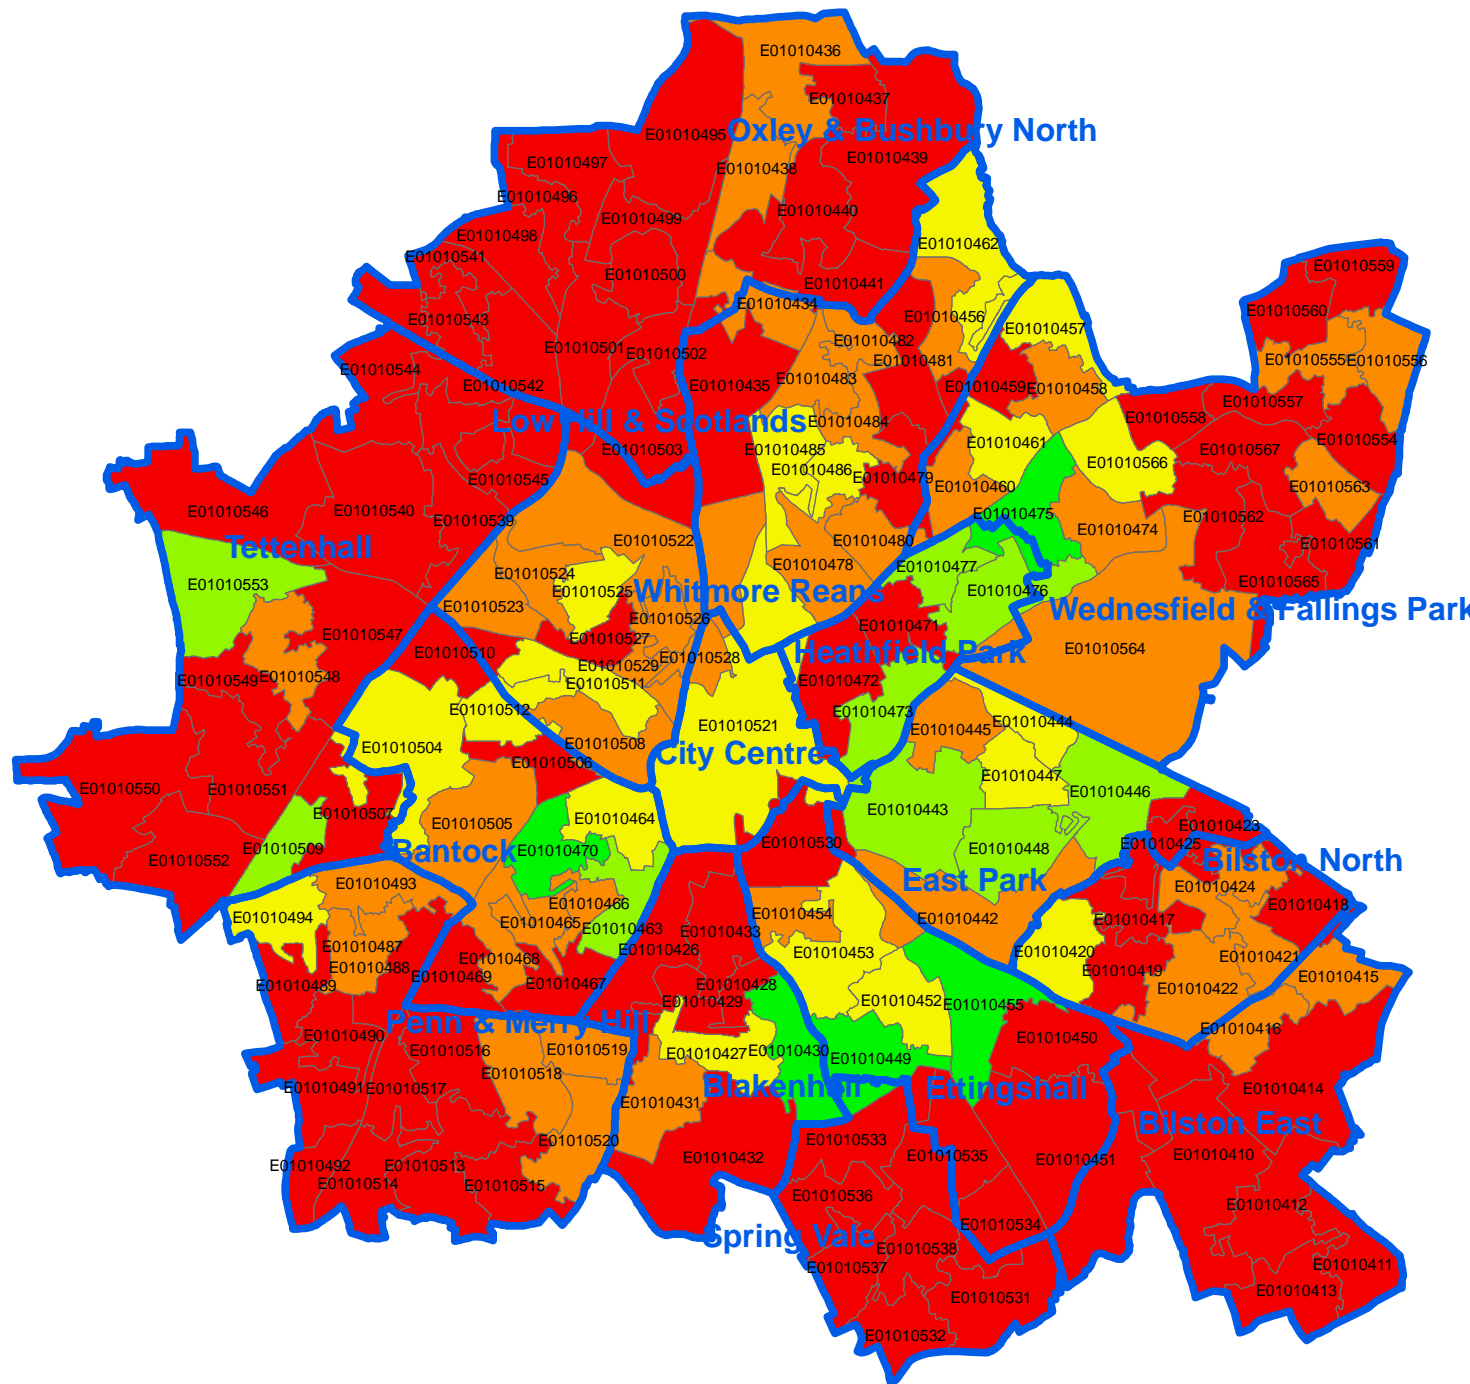 E01010436
E01010437
Oxley & Bushbury North
E01010495
E01010497
E01010439
E01010438
E01010496
E01010440
E01010499
E01010498
E01010462
E01010541
E01010559
E01010500
E01010441
E01010434
E01010560
E01010456
E01010543
E01010457
E01010482
E01010501
E01010502
E01010481
E01010555
E01010556
E01010544
E01010483
E01010542
E01010435
E01010459
E01010458
E01010557
Low Hill & Scotlands
E01010484
E01010558
E01010554
E01010503
E01010485
E01010461
E01010567
E01010486
E01010566
E01010545
E01010479
E01010460
E01010563
E01010546
E01010540
E01010539
E01010475
E01010562
E01010474
E01010522
E01010480
E01010561
Tettenhall
E01010478
E01010477
E01010524
E01010553
E01010525
Whitmore Reans
E01010476
E01010565
E01010523
Wednesfield & Fallings Park
E01010526
E01010471
E01010547
E01010527
E01010510
E01010528
Heathfield Park
E01010564
E01010529
E01010549
E01010548
E01010511
E01010472
E01010512
E01010473
E01010521
E01010444
E01010445
E01010504
E01010508
City Centre
E01010506
E01010447
E01010550
E01010551
E01010446
E01010443
E01010507
E01010464
E01010505
E01010423
E01010530
E01010425
E01010509
E01010470
E01010448
Bantock
E01010552
Bilston North
East Park
E01010493
E01010424
E01010466
E01010494
E01010454
E01010442
E01010417
E01010418
E01010465
E01010463
E01010433
E01010487
E01010426
E01010453
E01010420
E01010421
E01010468
E01010488
E01010469
E01010419
E01010415
E01010467
E01010428
E01010489
E01010422
E01010429
E01010452
E01010455
Penn & Merry Hill
E01010416
E01010490
E01010450
E01010516
E01010519
E01010427
E01010430
E01010449
E01010518
E01010491
E01010517
Blakenhall
Ettingshall
E01010414
E01010431
Bilston East
E01010520
E01010533
E01010410
E01010432
E01010535
E01010451
E01010492
E01010513
E01010514
E01010515
E01010536
E01010412
E01010534
Spring Vale
E01010538
E01010537
E01010411
E01010413
E01010531
E01010532